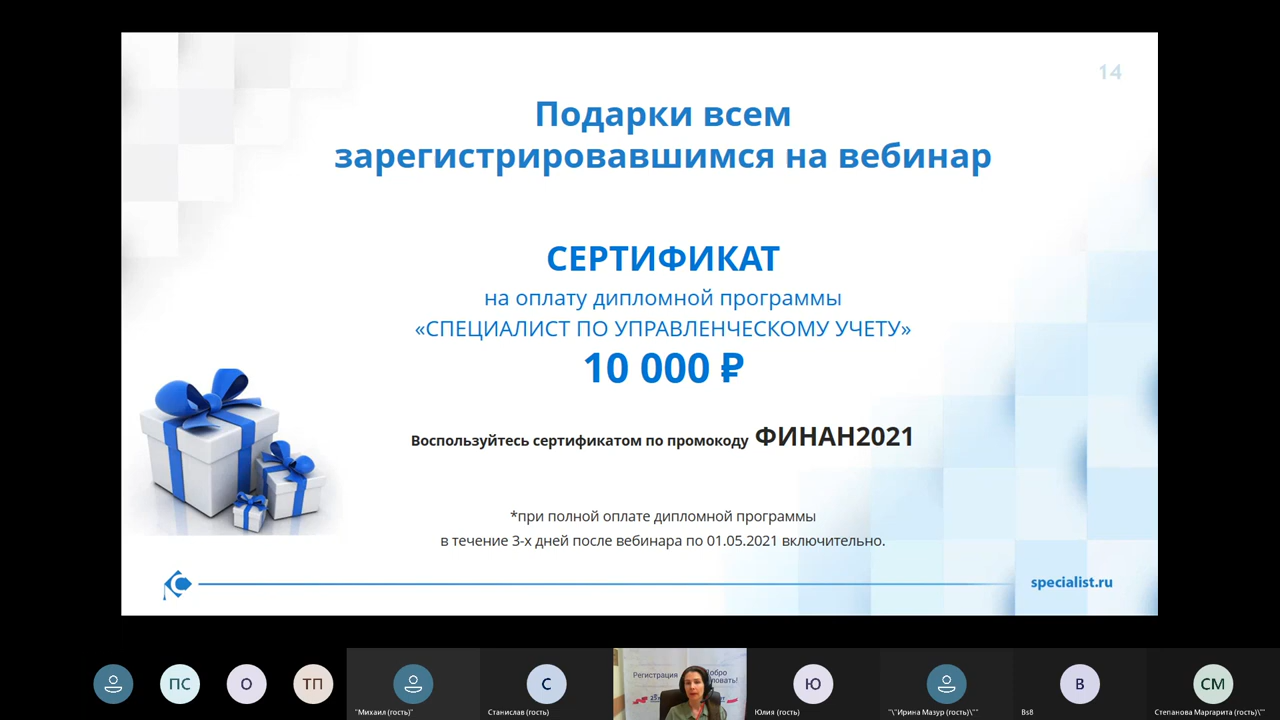 14
Подарки всем
зарегистрировавшимся на вебинар
СЕРТИФИКАТ
на оплату дипломной программы
«СПЕЦИАЛИСТ ПО УПРАВЛЕНЧЕСКОМУ УЧЕТУ»
10 000 ₽
Воспользуйтесь сертификатом по промокоду ФИНАН2021
*при полной оплате дипломной программы
в течение 3-х дней после вебинара по 01.05.2021 включительно.
specialist.ru
ПС
О
ТП
"Михаил (гость)"
С
Станислав (гость)
Регистрация
Ю
Юлия (гость)
"\"Ирина Мазур (гость)\""
B
Bs8
СМ
Степанова Маргарита (гость)\""